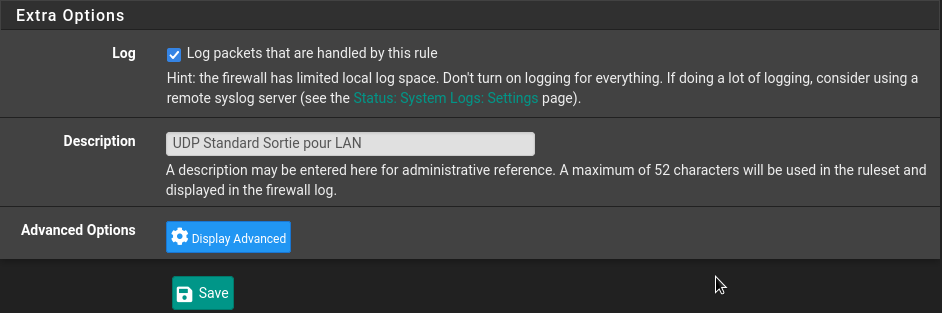 Extra Options
Log
Log packets that are handled by this rule
Hint: the firewall has limited local log space. Don't turn on logging for everything. If doing a lot of logging, consider using a
remote syslog server (see the Status: System Logs: Settings page).
Description
UDP Standard Sortie pour LAN
A description may be entered here for administrative reference. A maximum of 52 characters will be used in the ruleset and
displayed in the firewall log.
Advanced Options
Display Advanced
Save